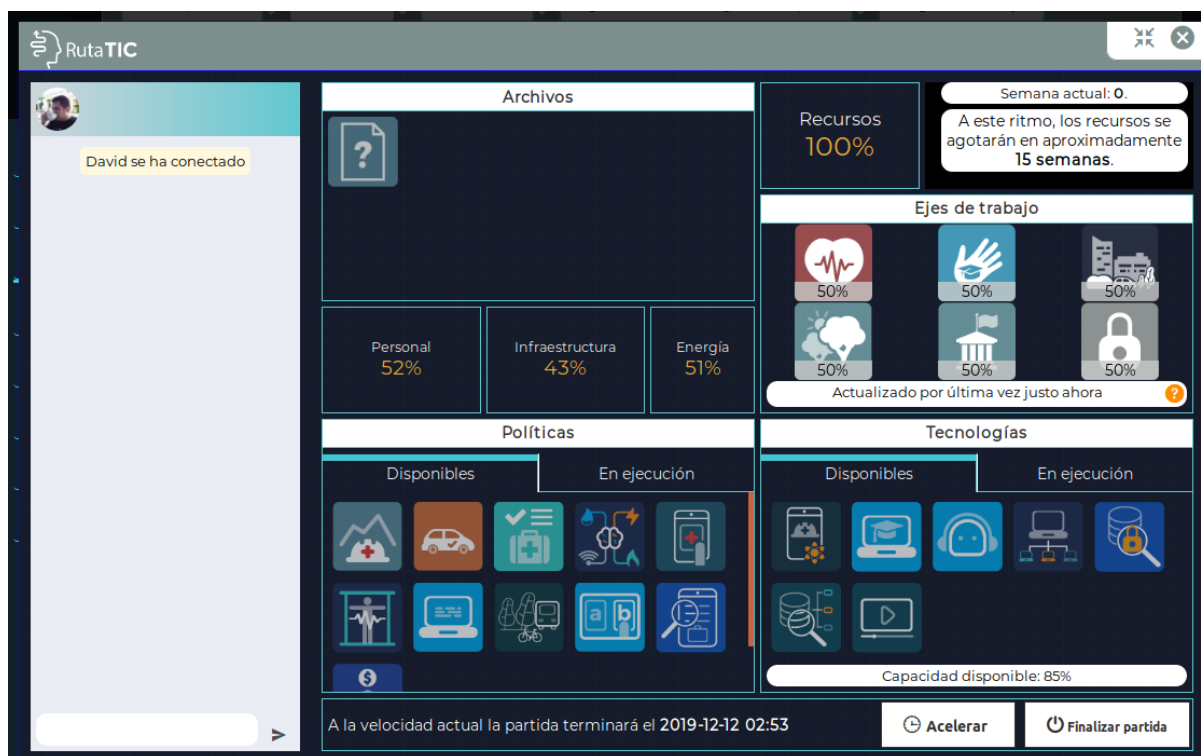 RutaTIC
David se ha conectado
Archivos
?
Recursos
100%
Semana actual: 0.
A este ritmo, los recursos se
agotarán en aproximadamente
15 semanas.
Ejes de trabajo
50%
50%
50%
50%
50%
50%
Actualizado por última vez justo ahora
?
Personal
52%
Infraestructura
43%
Energía
51%
Políticas
Disponibles
En ejecución
a b
$
Tecnologías
Disponibles
En ejecución
Capacidad disponible: 85%
A la velocidad actual la partida terminará el 2019-12-12 02:53
Acelerar
Finalizar partida